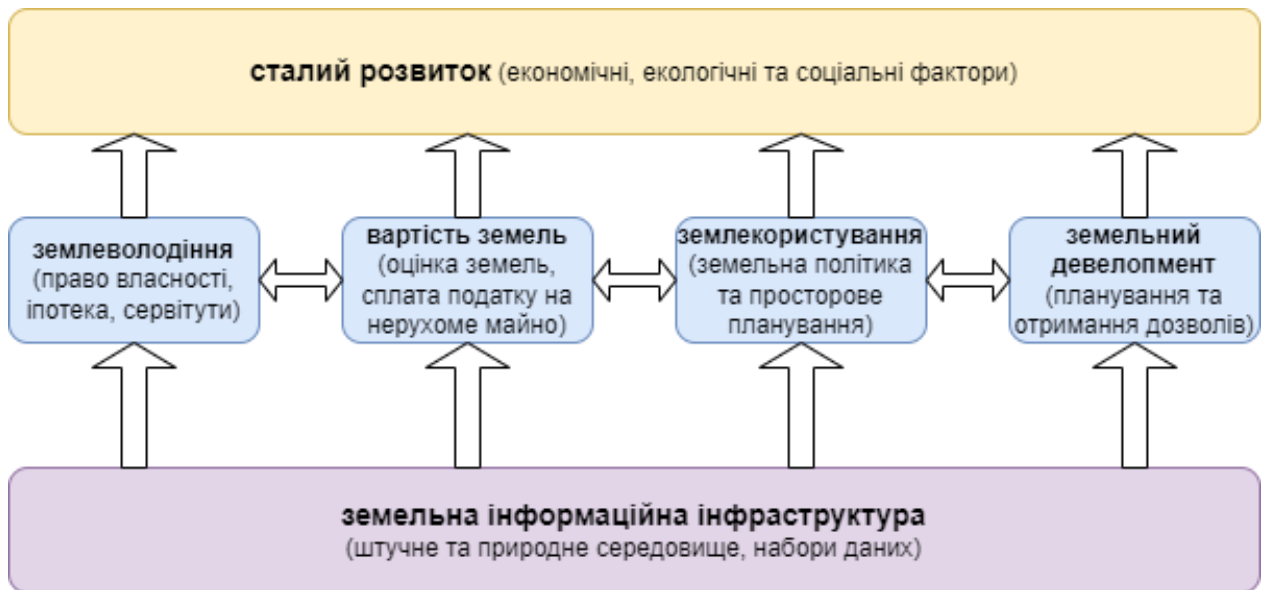 сталий розвиток (економічні, екологічні та соціальні фактори)
землеволодіння
(право власності,
іпотека, сервітути)
вартість земель
(оцінка земель,
сплата податку на
нерухоме майно)
землекористування
(земельна політика
та просторове
планування)
земельний
девелопмент
(планування та
отримання дозволів)
земельна інформаційна інфраструктура
(штучне та природне середовище, набори даних)